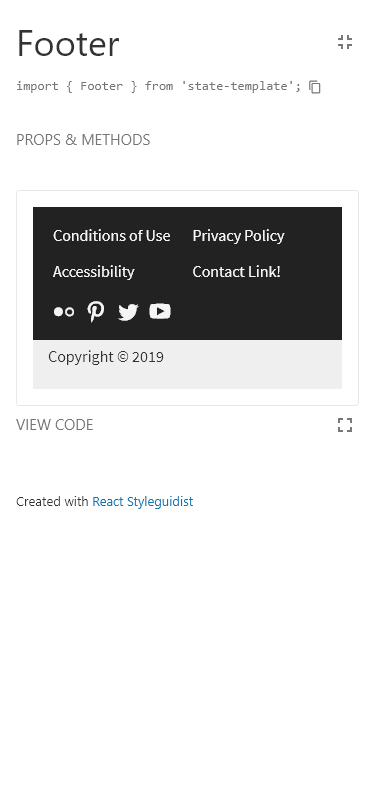 Footer
import { Footer } from 'state-template';
PROPS & METHODS
Conditions of Use Privacy Policy
Accessibility Contact Link!
Copyright © 2019
VIEW CODE
Created with React Styleguidist